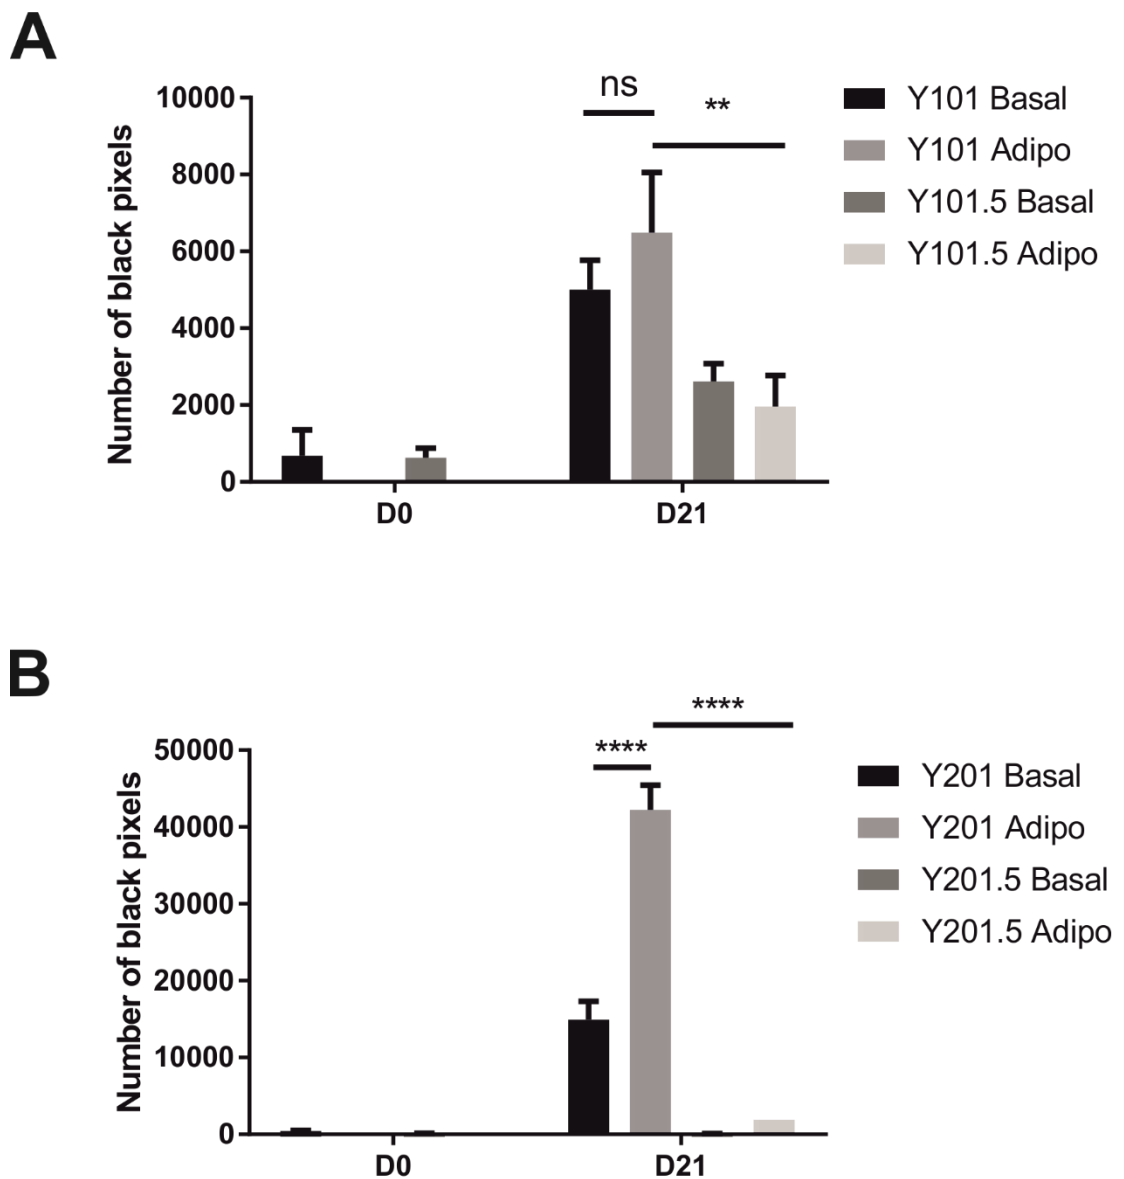 A
ns
**
10000
8000
6000
4000
2000
0
Number of black pixels
D0
D21
Y101 Basal
Y101 Adipo
Y101.5 Basal
Y101.5 Adipo
B
****
****
50000
40000
30000
20000
10000
0
Number of black pixels
D0
D21
Y201 Basal
Y201 Adipo
Y201.5 Basal
Y201.5 Adipo